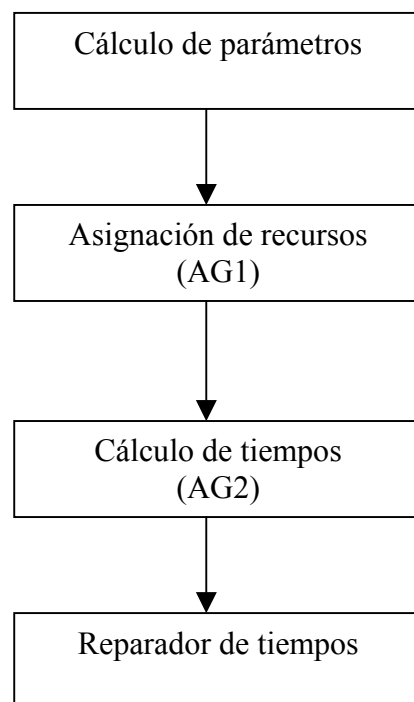 Cálculo de parámetros
Asignación de recursos
(AG1)
Cálculo de tiempos
(AG2)
Reparador de tiempos